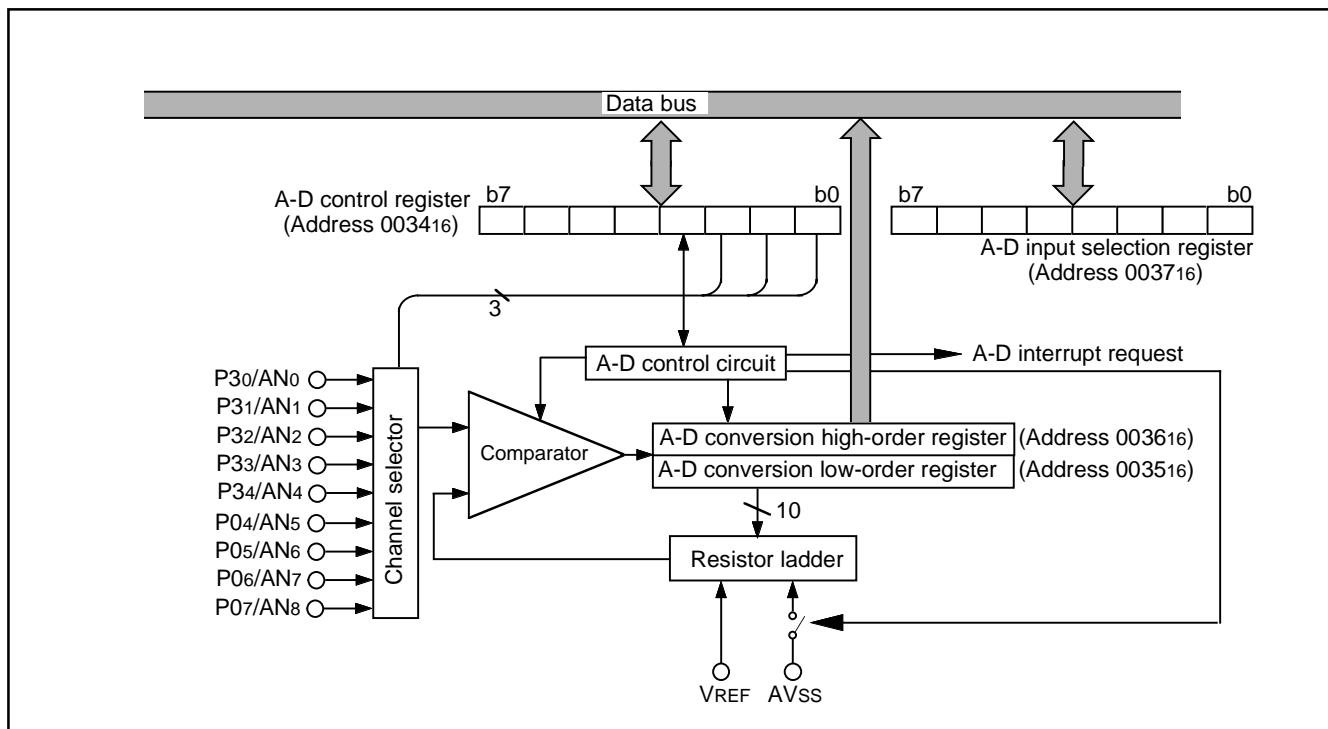 Data bus
A-D control register
(Address 003416)
b7
b0
b7
b0
A-D input selection register
(Address 003716)
3
A-D control circuit
A-D interrupt request
P30/AN0
P31/AN1
P32/AN2
P33/AN3
P34/AN4
P04/AN5
P05/AN6
P06/AN7
P07/AN8
Channel selector
Comparator
A-D conversion high-order register
(Address 003616)
A-D conversion low-order register
(Address 003516)
10
Resistor ladder
VREF
AVSS